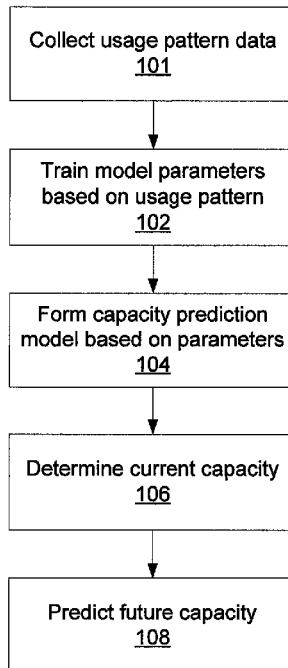 Collect usage pattern data
101
Train model parameters
based on usage pattern
102
Form capacity prediction
model based on parameters
104
Determine current capacity
106
Predict future capacity
108